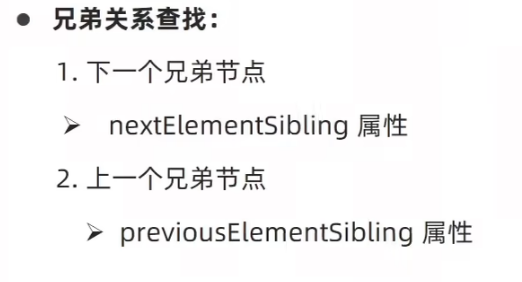 ● 兄弟关系查找：
1. 下一个兄弟节点
➢ nextElementSibling 属性
2. 上一个兄弟节点
➢ previousElementSibling 属性